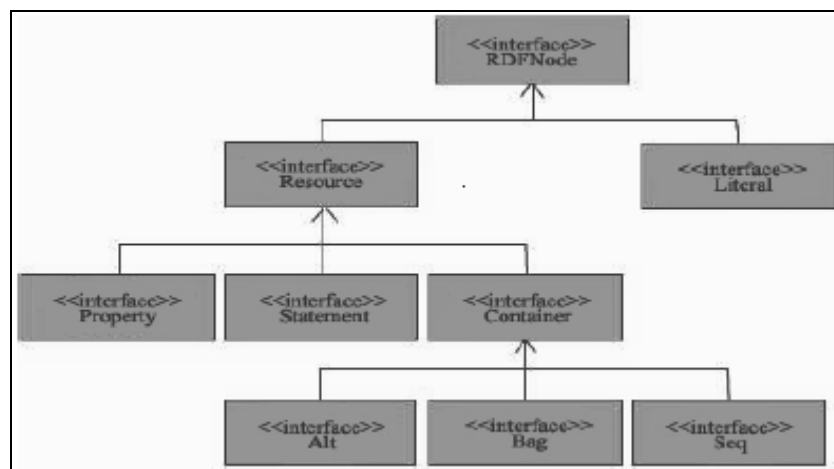 <<interface>>
RDFNode
<<interface>>
Resource
<<interface>>
Literal
<<interface>>
Property
<<interface>>
Statement
<<interface>>
Container
<<interface>>
Alt
<<interface>>
Bag
<<interface>>
Seq